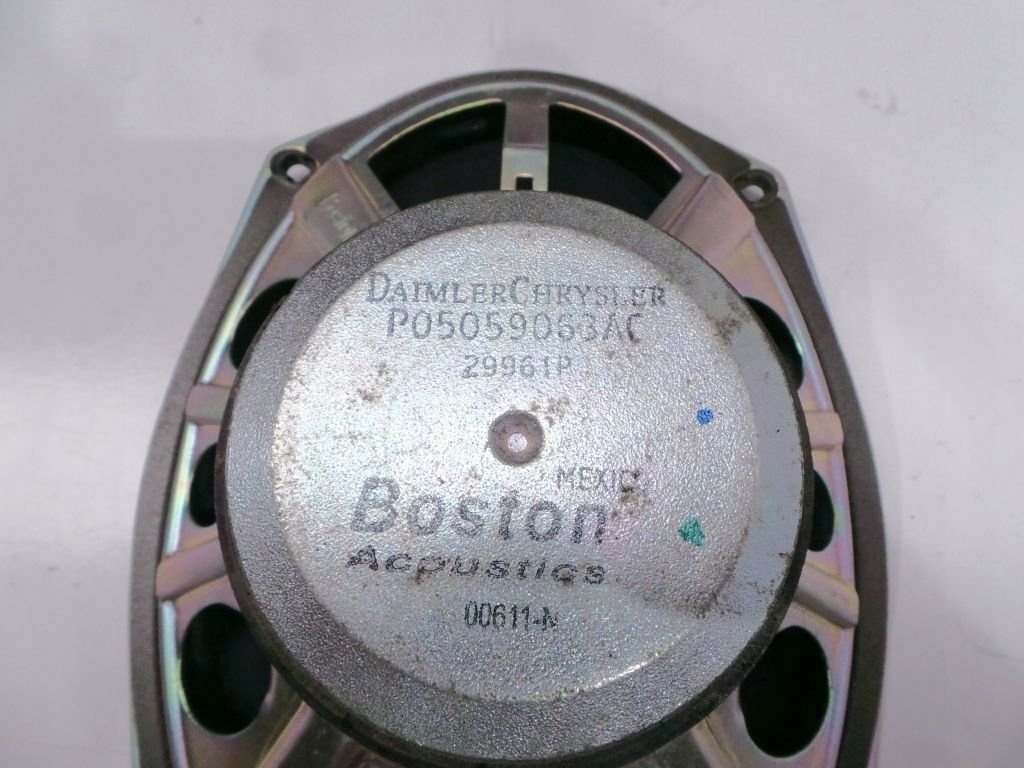 DAIMLERCHRYSLER
P05059063AC
29961P
MEXICO
Boston
Acoustics
00611-N